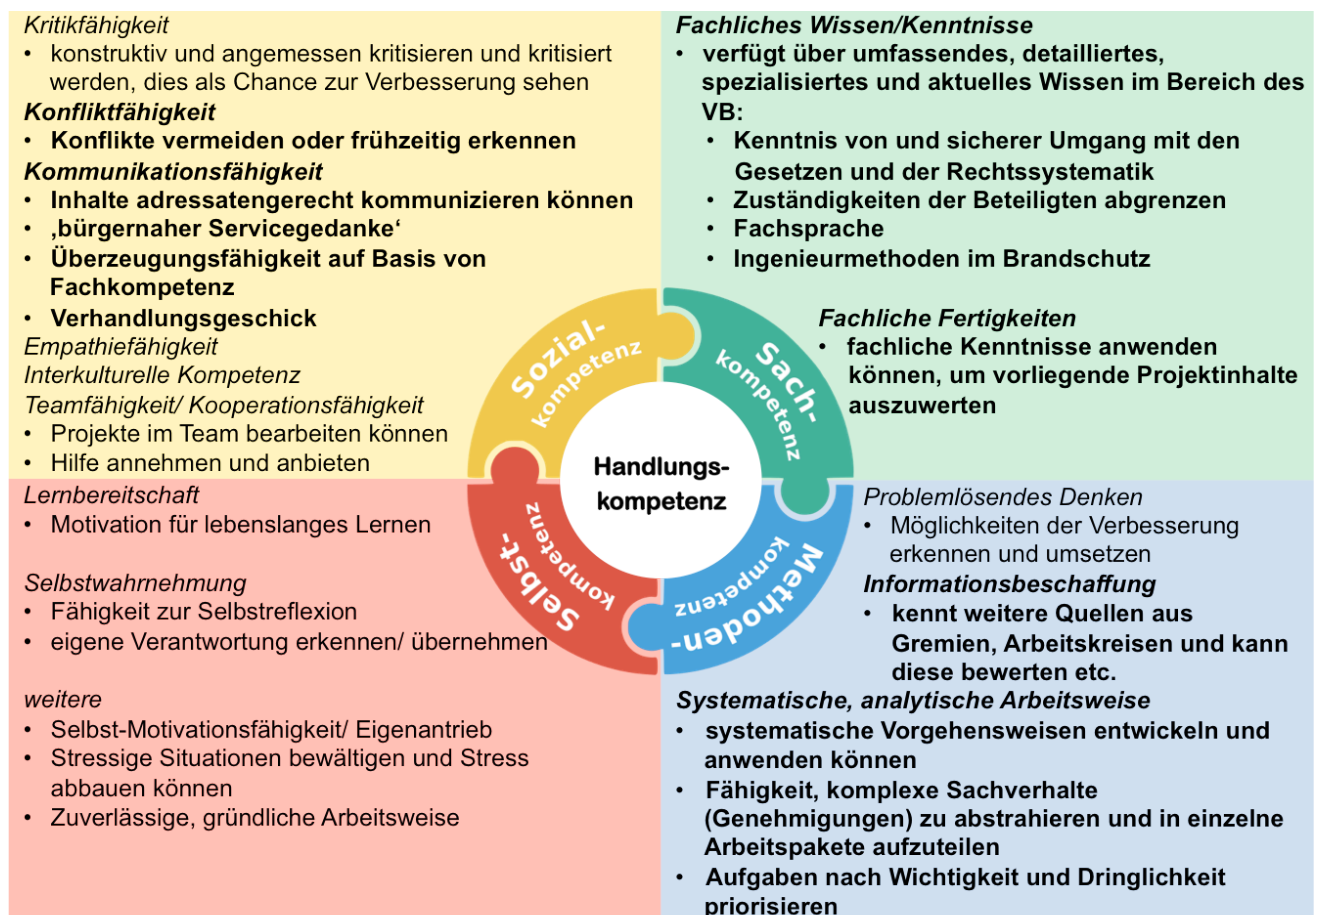 Kritikfähigkeit
• konstruktiv und angemessen kritisieren und kritisiert
werden, dies als Chance zur Verbesserung sehen
Konfliktfähigkeit
• Konflikte vermeiden oder frühzeitig erkennen
Kommunikationsfähigkeit
• Inhalte adressatengerecht kommunizieren können
• ‚bürgernaher Servicegedanke‘
• Überzeugungsfähigkeit auf Basis von
Fachkompetenz
• Verhandlungsgeschick
Empathiefähigkeit
Interkulturelle Kompetenz
Teamfähigkeit/ Kooperationsfähigkeit
• Projekte im Team bearbeiten können
• Hilfe annehmen und anbieten
Fachliches Wissen/Kenntnisse
• verfügt über umfassendes, detailliertes,
spezialisiertes und aktuelles Wissen im Bereich des
VB:
• Kenntnis von und sicherer Umgang mit den
Gesetzen und der Rechtssystematik
• Zuständigkeiten der Beteiligten abgrenzen
• Fachsprache
• Ingenieurmethoden im Brandschutz
Fachliche Fertigkeiten
• fachliche Kenntnisse anwenden
können, um vorliegende Projektinhalte
auszuwerten
Sozial-
kompetenz
Sach-
kompetenz
Handlungs-
kompetenz
Selbst-
kompetenz
Methoden-
kompetenz
Lernbereitschaft
• Motivation für lebenslanges Lernen
Selbstwahrnehmung
• Fähigkeit zur Selbstreflexion
• eigene Verantwortung erkennen/ übernehmen
weitere
• Selbst-Motivationsfähigkeit/ Eigenantrieb
• Stressige Situationen bewältigen und Stress
abbauen können
• Zuverlässige, gründliche Arbeitsweise
Problemlösendes Denken
• Möglichkeiten der Verbesserung
erkennen und umsetzen
Informationsbeschaffung
• kennt weitere Quellen aus
Gremien, Arbeitskreisen und kann
diese bewerten etc.
Systematische, analytische Arbeitsweise
• systematische Vorgehensweisen entwickeln und
anwenden können
• Fähigkeit, komplexe Sachverhalte
(Genehmigungen) zu abstrahieren und in einzelne
Arbeitspakete aufzuteilen
• Aufgaben nach Wichtigkeit und Dringlichkeit
priorisieren